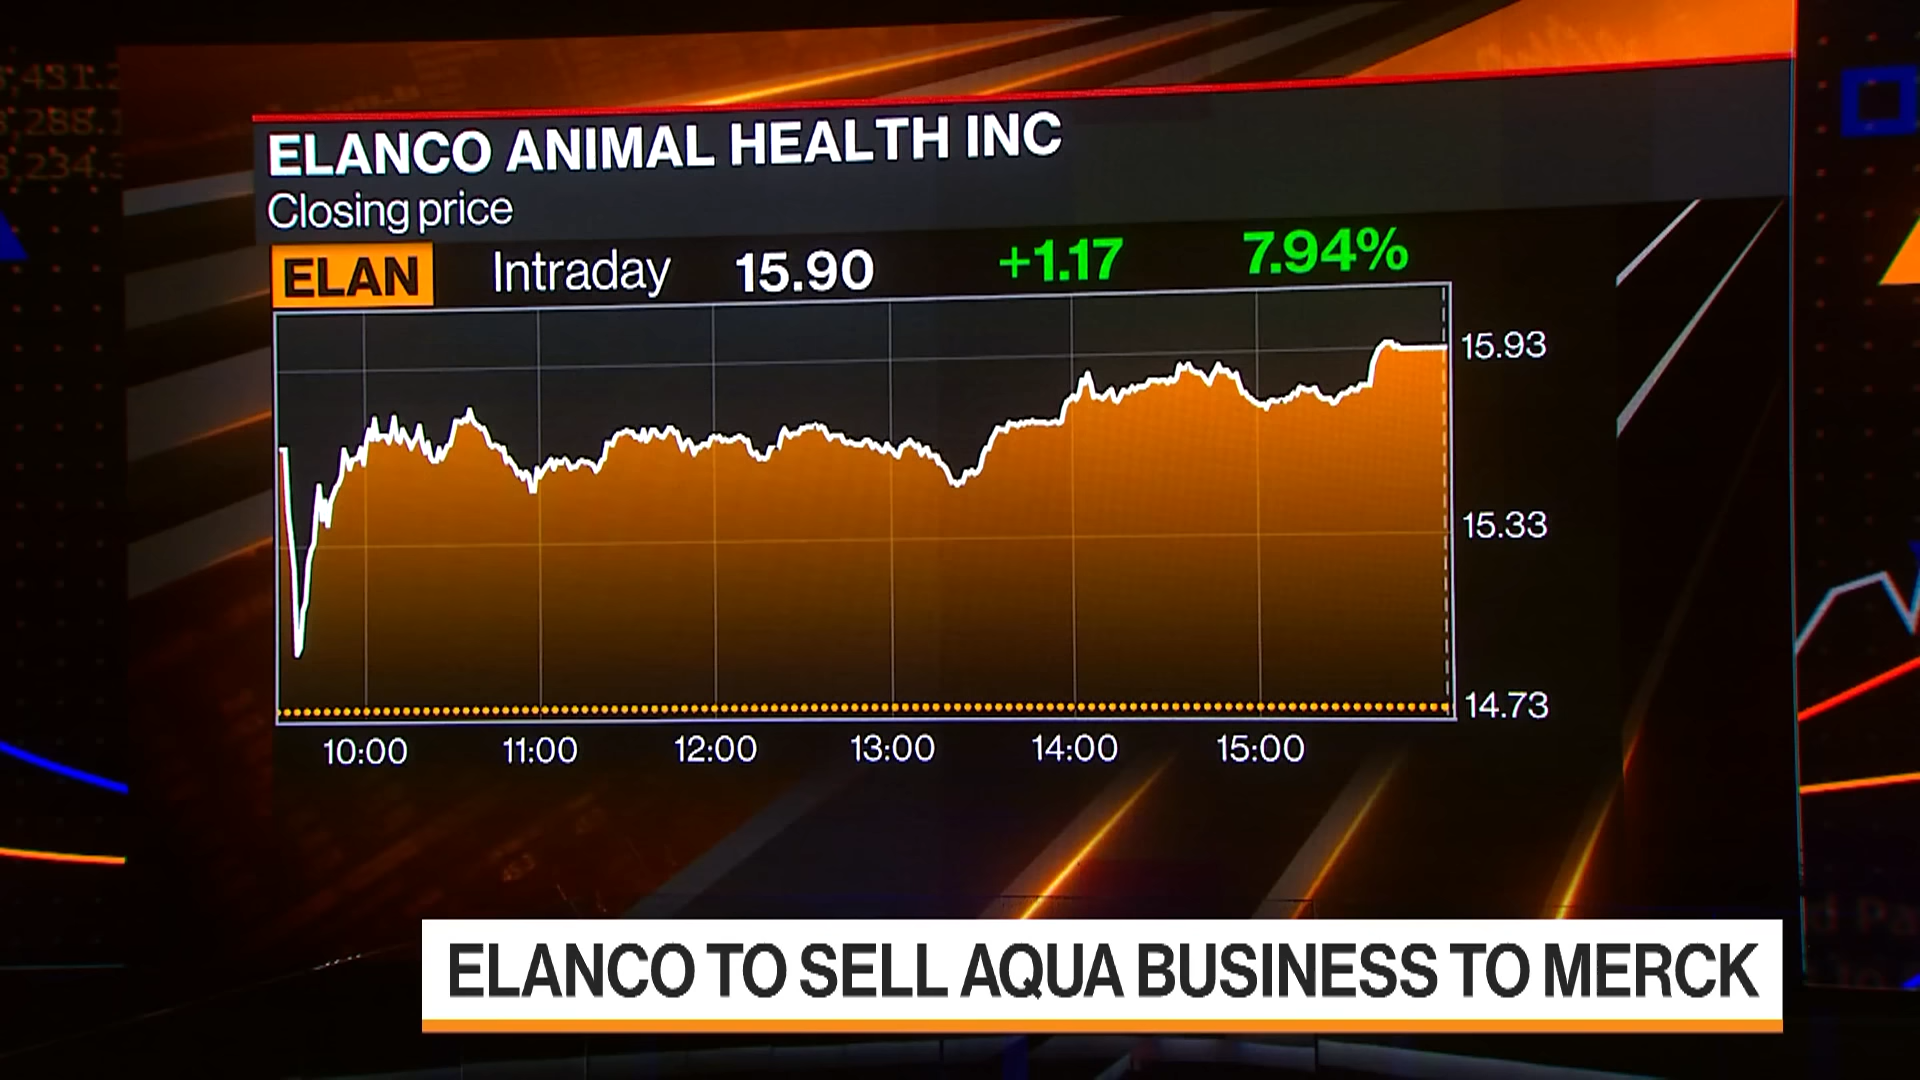 ELANCO ANIMAL HEALTH INC
Closing price
ELAN Intraday 15.90 +1.17 7.94%
15.93
15.33
14.73
10:00 11:00 12:00 13:00 14:00 15:00
ELANCO TO SELL AQUA BUSINESS TO MERCK